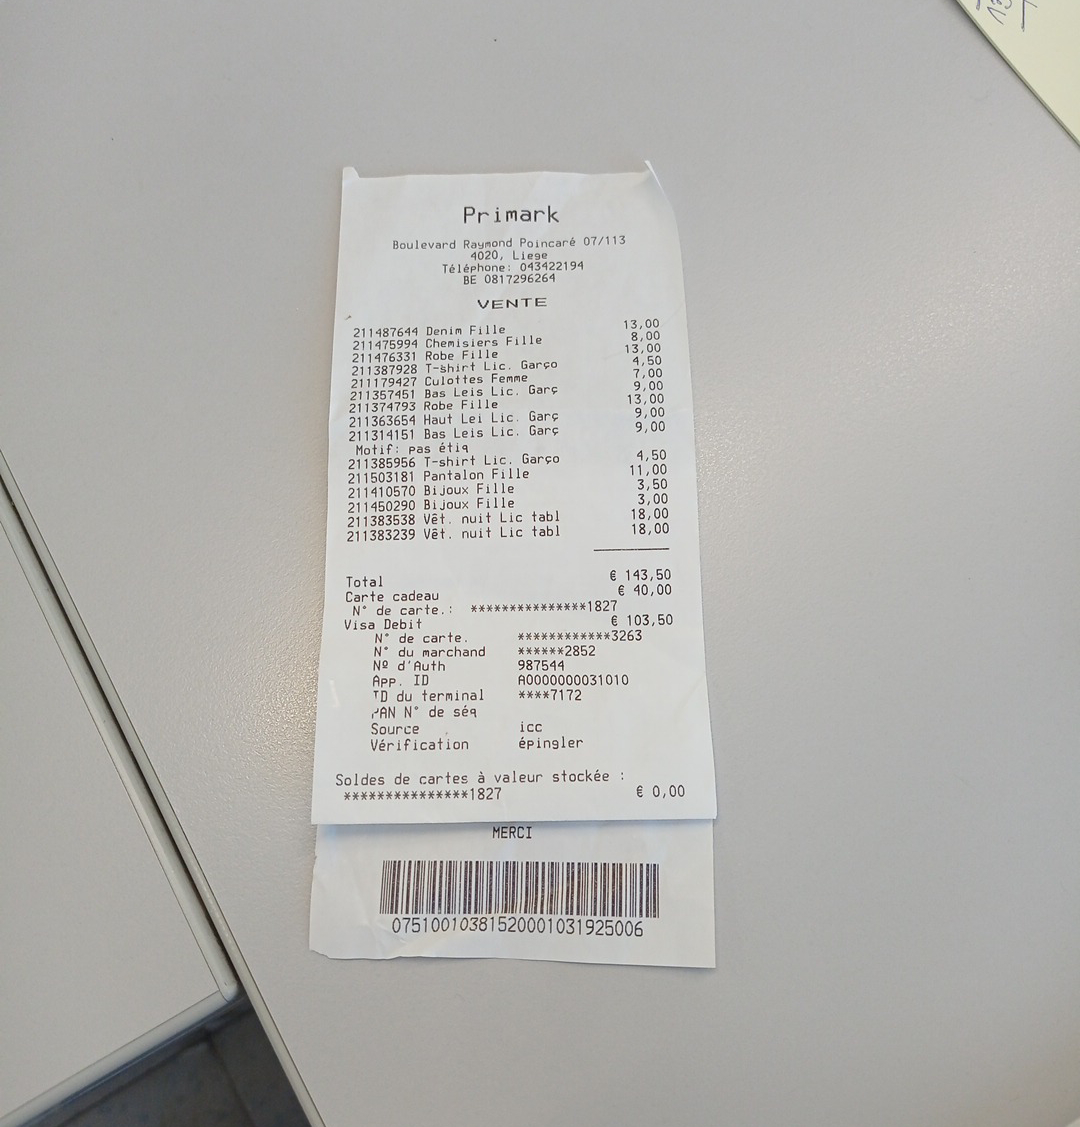 Primark
Boulevard Raymond Poincaré 07/113
4020, Liege
Téléphone: 043422194
BE 0817296264
VENTE
211487644 Denim Fille 13,00
211475994 Chemisiers Fille 8,00
211476331 Robe Fille 13,00
211387928 T-shirt Lic. Garço 4,50
211179427 Culottes Femme 7,00
211357451 Bas Leis Lic. Garç 9,00
211374793 Robe Fille 13,00
211363654 Haut Lei Lic. Garç 9,00
211314151 Bas Leis Lic. Garç 9,00
Motif: pas étiq
211385956 T-shirt Lic. Garço 4,50
211503181 Pantalon Fille 11,00
211410570 Bijoux Fille 3,50
211450290 Bijoux Fille 3,00
211383538 Vêt. nuit Lic tabl 18,00
211383239 Vêt. nuit Lic tabl 18,00
Total € 143,50
Carte cadeau € 40,00
N° de carte.: ***************1827
Visa Debit € 103,50
N° de carte. ************3263
N° du marchand ******2852
Nº d'Auth 987544
App. ID A0000000031010
ID du terminal ****7172
PAN N° de séq
Source icc
Vérification épingler
Soldes de cartes à valeur stockée :
***************1827 € 0,00
MERCI
0751001038152000103192​5006